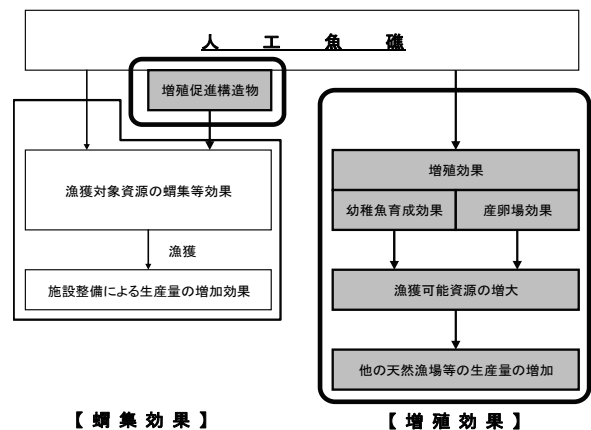 人 工 魚 礁
増殖促進構造物
漁獲対象資源の蝟集等効果
漁獲
施設整備による生産量の増加効果
【 蝟 集 効 果 】
増殖効果
幼稚魚育成効果
産卵場効果
漁獲可能資源の増大
他の天然漁場等の生産量の増加
【 増 殖 効 果 】